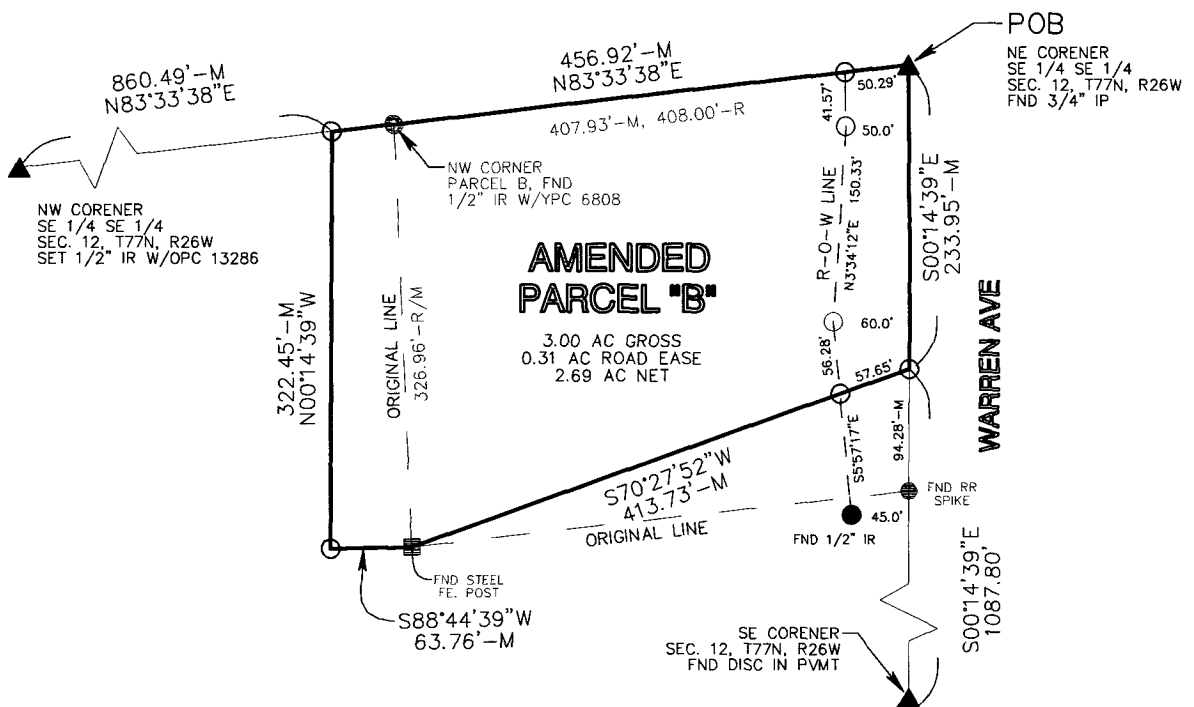 POB
NE CORENER
SE 1/4 SE 1/4
SEC. 12, T77N, R26W
FND 3/4" IP
860.49'-M
N83°33'38"E
456.92'-M
N83°33'38"E
50.29'
407.93'-M, 408.00'-R
41.57'
50.0'
NW CORNER
PARCEL B, FND
1/2" IR W/YPC 6808
NW CORENER
SE 1/4 SE 1/4
SEC. 12, T77N, R26W
SET 1/2" IR W/OPC 13286
R-O-W LINE
N3°34'12"E 150.33'
S00°14'39"E
233.95'-M
AMENDED
PARCEL "B"
3.00 AC GROSS
0.31 AC ROAD EASE
2.69 AC NET
322.45'-M
N00°14'39"W
ORIGINAL LINE
326.96'-R/M
60.0'
56.28'
57.65'
WARREN AVE
S5°57'17"E
94.28'-M
S70°27'52"W
413.73'-M
ORIGINAL LINE
FND RR
SPIKE
45.0'
FND 1/2" IR
FND STEEL
FE. POST
S88°44'39"W
63.76'-M
S00°14'39"E
1087.80'
SE CORENER
SEC. 12, T77N, R26W
FND DISC IN PVMT